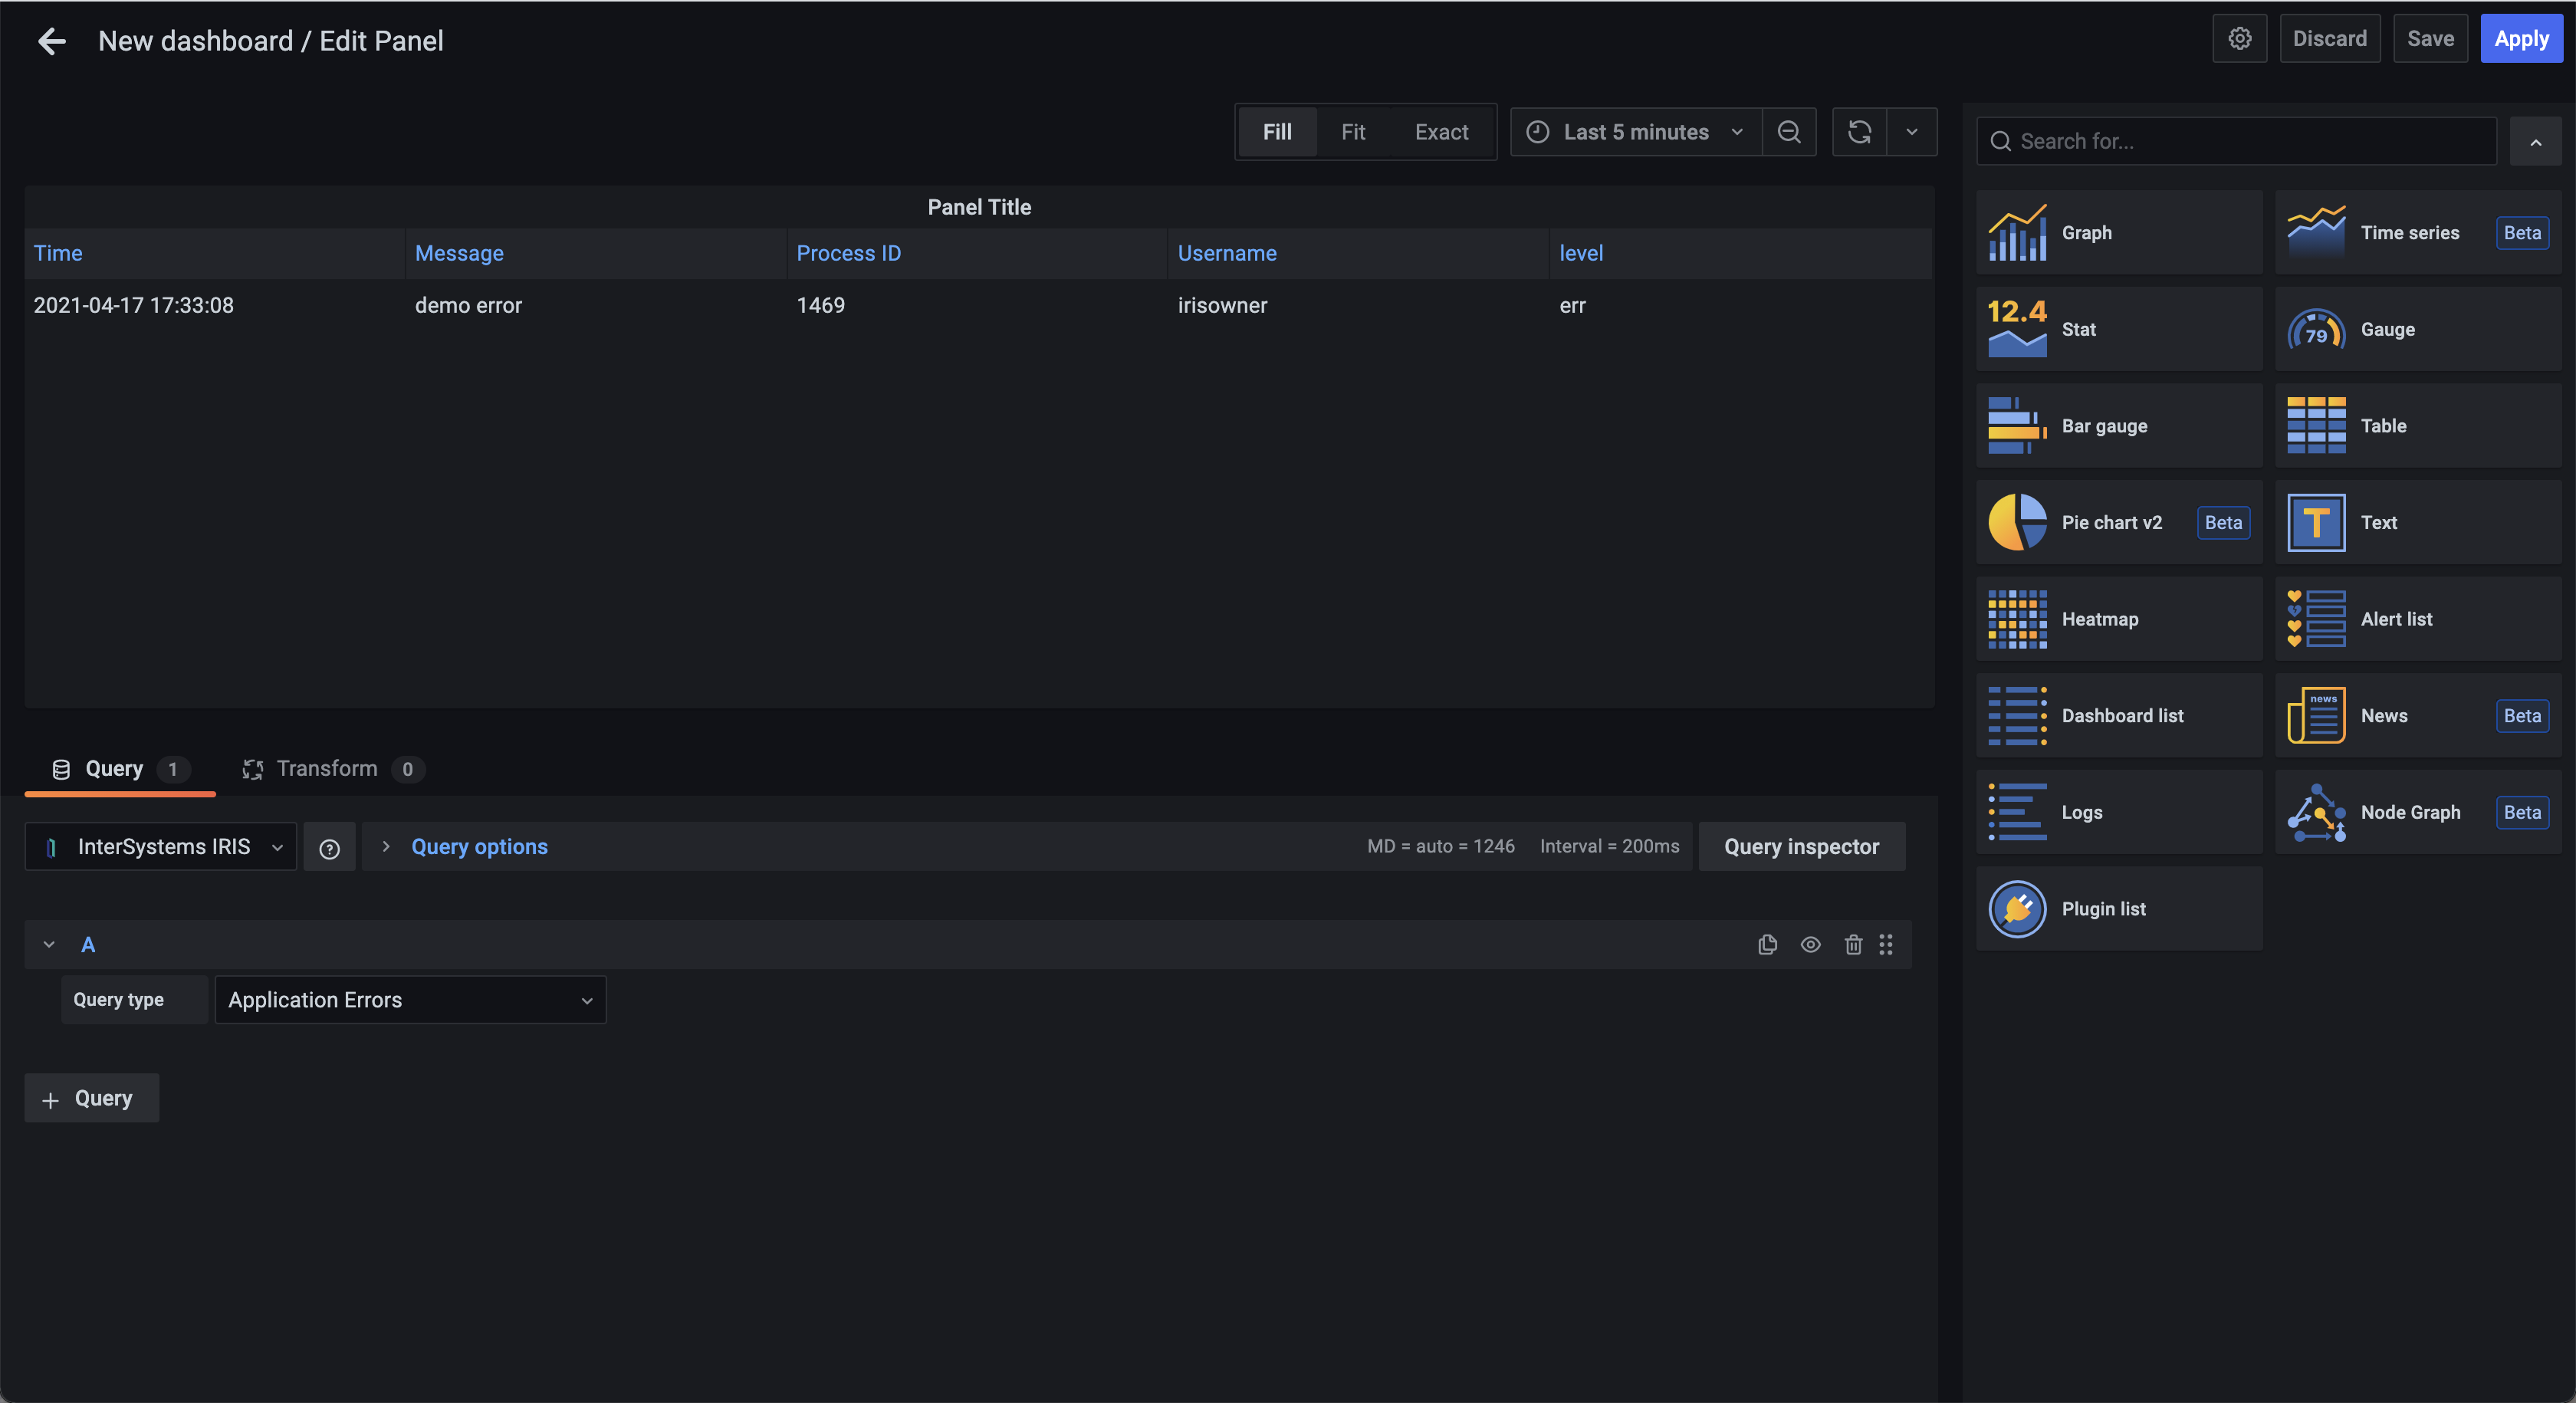 New dashboard / Edit Panel
Discard
Save
Apply
Fill
Fit
Exact
Last 5 minutes
Search for...
Panel Title
Time Message Process ID Username level
2021-04-17 17:33:08 demo error 1469 irisowner err
Graph
Time series Beta
12.4
Stat
79
Gauge
Bar gauge
Table
Pie chart v2 Beta
T
Text
Heatmap
Alert list
Dashboard list
news
News Beta
Logs
Node Graph Beta
Plugin list
Query 1
Transform 0
InterSystems IRIS
Query options
MD = auto = 1246
Interval = 200ms
Query inspector
A
Query type
Application Errors
+ Query